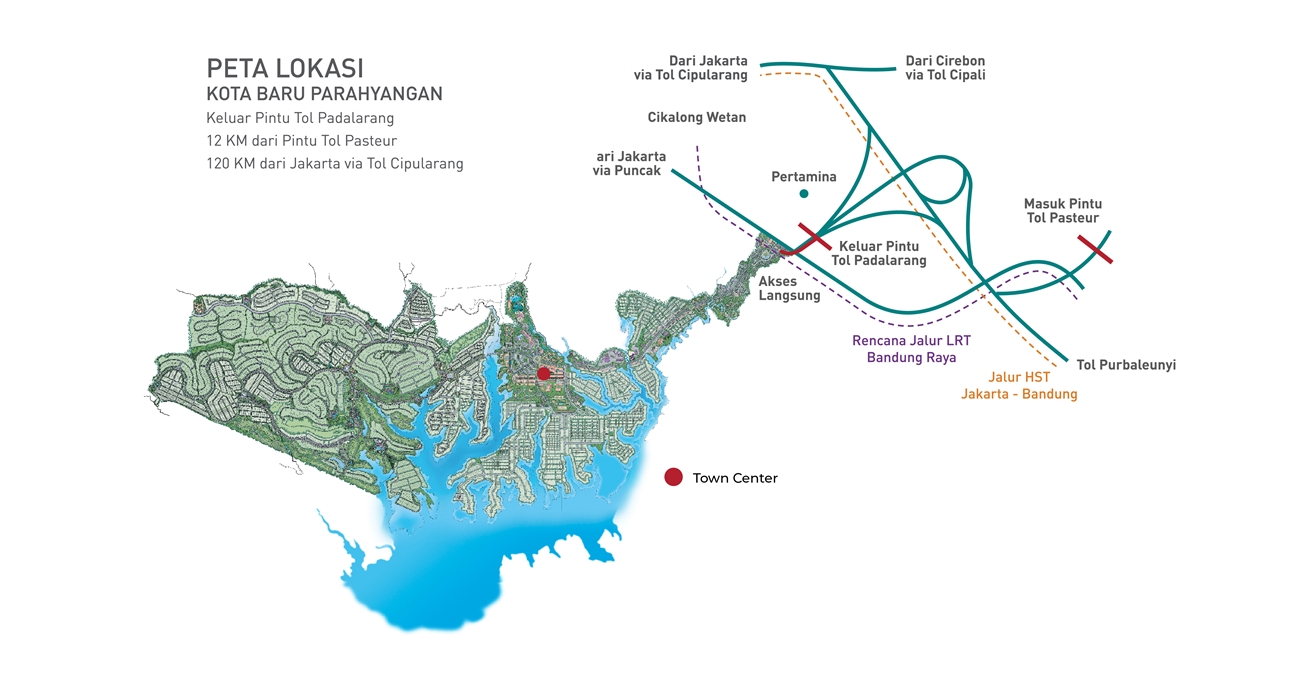 PETA LOKASI
KOTA BARU PARAHYANGAN
Keluar Pintu Tol Padalarang
12 KM dari Pintu Tol Pasteur
120 KM dari Jakarta via Tol Cipularang
Dari Jakarta
via Tol Cipularang
Dari Cirebon
via Tol Cipali
Cikalong Wetan
ari Jakarta
via Puncak
Pertamina
Masuk Pintu
Tol Pasteur
Keluar Pintu
Tol Padalarang
Akses
Langsung
Rencana Jalur LRT
Bandung Raya
Jalur HST
Jakarta - Bandung
Tol Purbaleunyi
Town Center